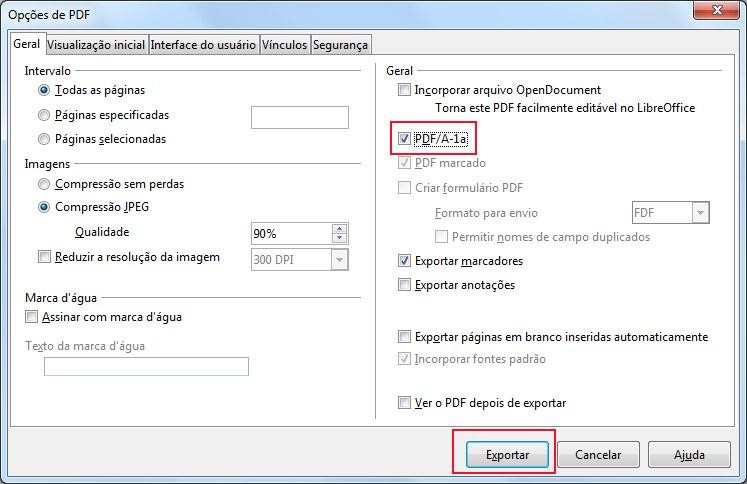 Opções de PDF
Geral Visualização inicial Interface do usuário Vínculos Segurança
Intervalo
Todas as páginas
Páginas especificadas
Páginas selecionadas
Imagens
Compressão sem perdas
Compressão JPEG
Qualidade 90%
Reduzir a resolução da imagem 300 DPI
Marca d'água
Assinar com marca d'água
Texto da marca d'água
Geral
Incorporar arquivo OpenDocument
Torna este PDF facilmente editável no LibreOffice
PDF/A-1a
PDF marcado
Criar formulário PDF
Formato para envio FDF
Permitir nomes de campo duplicados
Exportar marcadores
Exportar anotações
Exportar páginas em branco inseridas automaticamente
Incorporar fontes padrão
Ver o PDF depois de exportar
Exportar Cancelar Ajuda